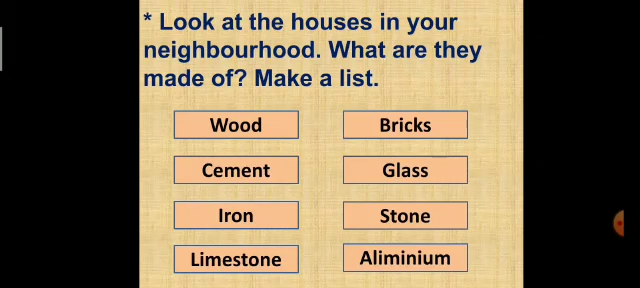 * Look at the houses in your
neighbourhood. What are they
made of? Make a list.
Wood Bricks
Cement Glass
Iron Stone
Limestone Aliminium